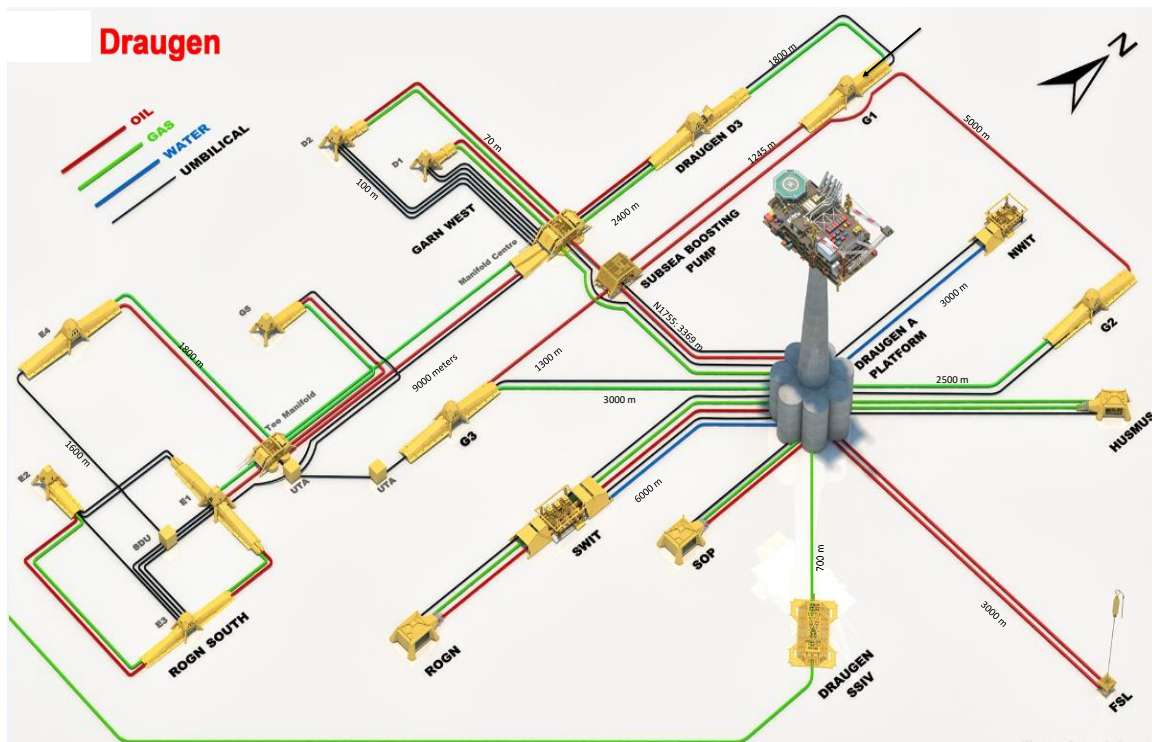 Draugen
OIL
GAS
WATER
UMBILICAL
N
1800 m
G1
D2
D1
70 m
DRAUGEN D3
5000 m
1245 m
100 m
GARN WEST
2400 m
Manifold Centre
SUBSEA BOOSTING
PUMP
NWIT
3000 m
E4
G5
N1755: 3369 m
DRAUGEN A
PLATFORM
G2
1800m
9000 meters
1300 m
2500 m
3000 m
Tee Manifold
G3
HUSMUS
1600 m
E2
E1
UTA
UTA
6000 m
SDU
SWIT
SOP
700 m
E3
ROGN SOUTH
ROGN
3000 m
DRAUGEN
SSIV
FSL